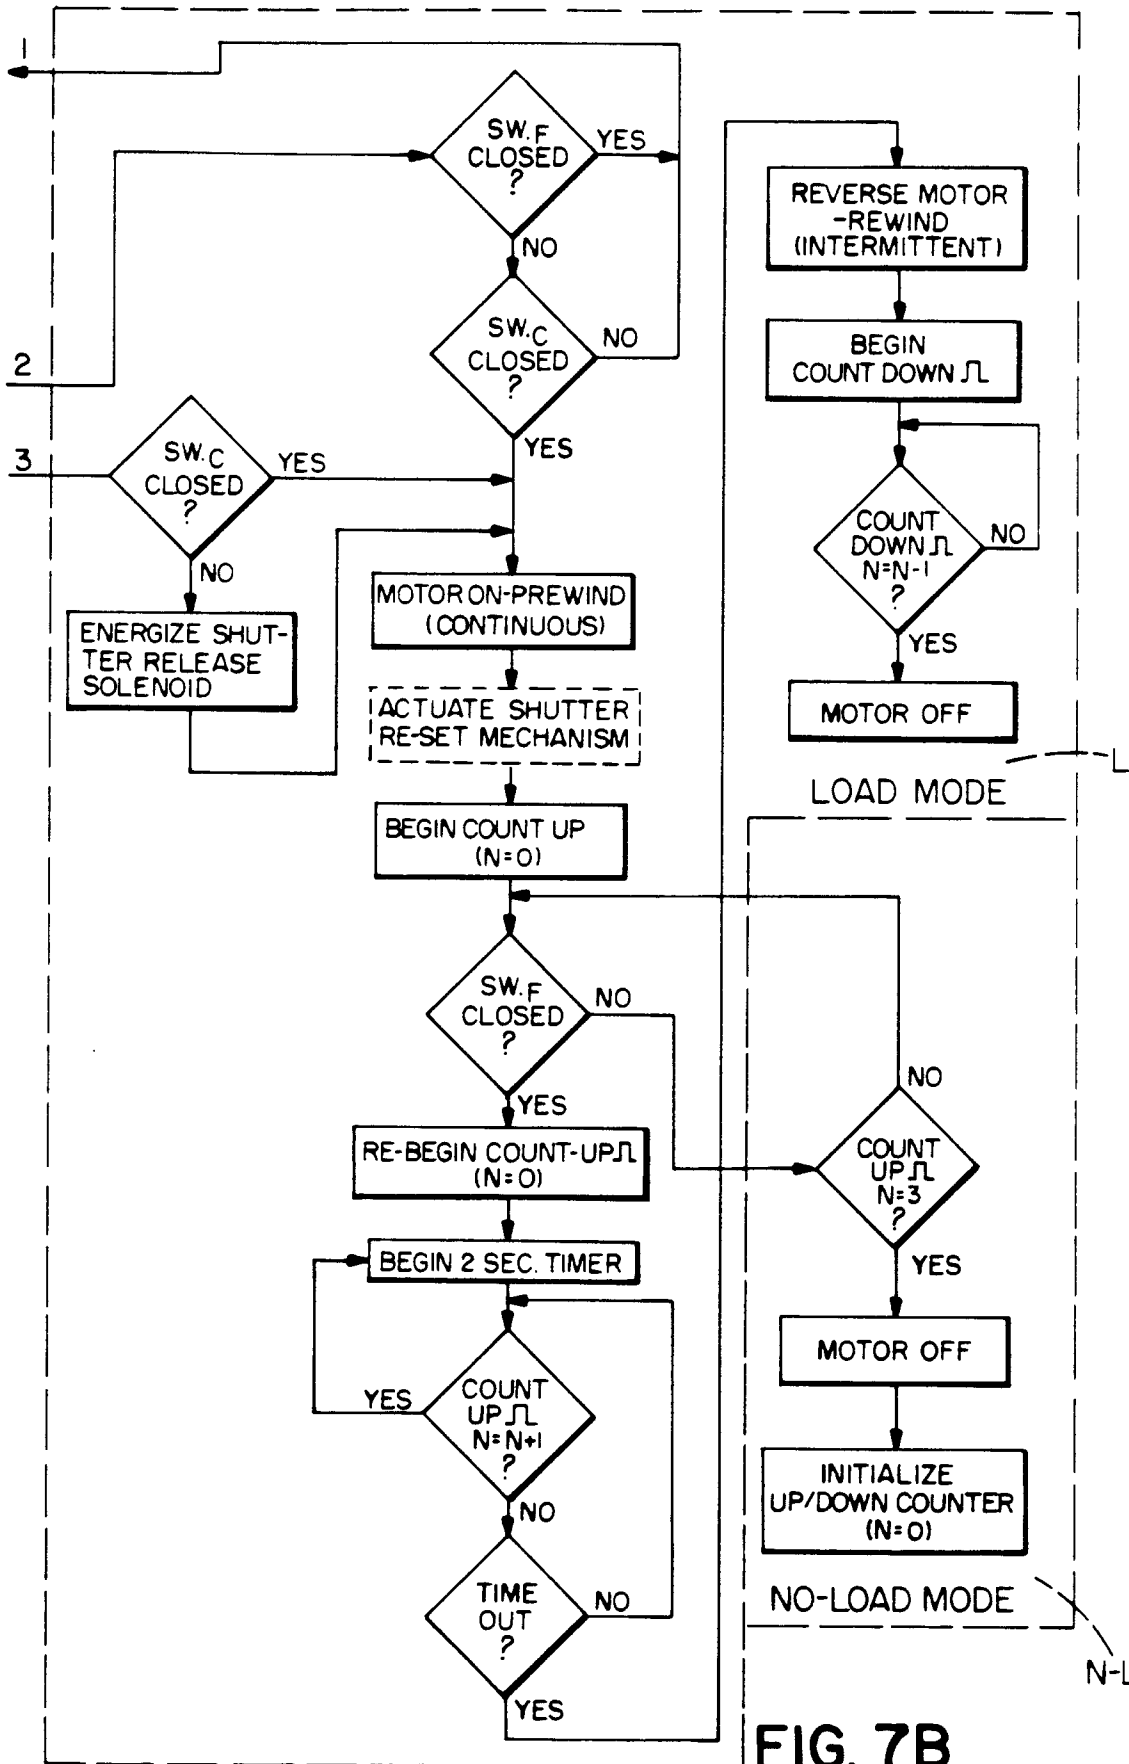 1
SW.F
CLOSED
?
YES
NO
SW.C
CLOSED
?
NO
YES
2
3
SW.C
CLOSED
?
YES
NO
ENERGIZE SHUT-
TER RELEASE
SOLENOID
MOTOR ON-PREWIND
(CONTINUOUS)
ACTUATE SHUTTER
RE-SET MECHANISM
BEGIN COUNT UP
(N=0)
SW.F
CLOSED
?
NO
YES
RE-BEGIN COUNT-UP⎍
(N=0)
BEGIN 2 SEC. TIMER
COUNT
UP⎍
N=N+1
?
YES
NO
TIME
OUT
?
NO
YES
REVERSE MOTOR
-REWIND
(INTERMITTENT)
BEGIN
COUNT DOWN ⎍
COUNT
DOWN ⎍
N=N-1
?
NO
YES
MOTOR OFF
LOAD MODE
L
NO
COUNT
UP⎍
N=3
?
YES
MOTOR OFF
INITIALIZE
UP/DOWN COUNTER
(N=0)
NO-LOAD MODE
N-L
FIG. 7B